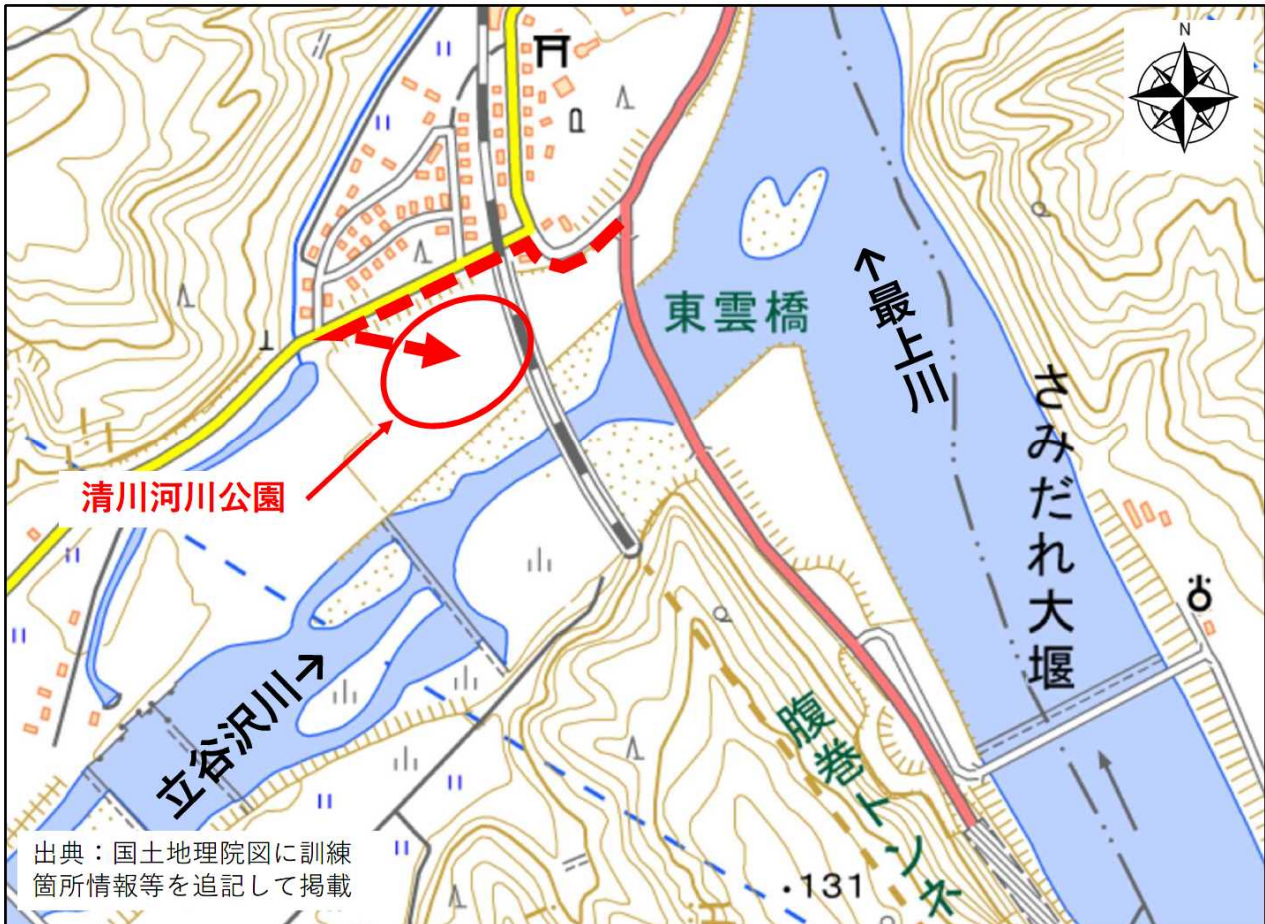 N
東雲橋
↑最上川
さみだれ大堰
清川河川公園
立谷沢川→
腹巻トンネ
・131
出典：国土地理院図に訓練
箇所情報等を追記して掲載